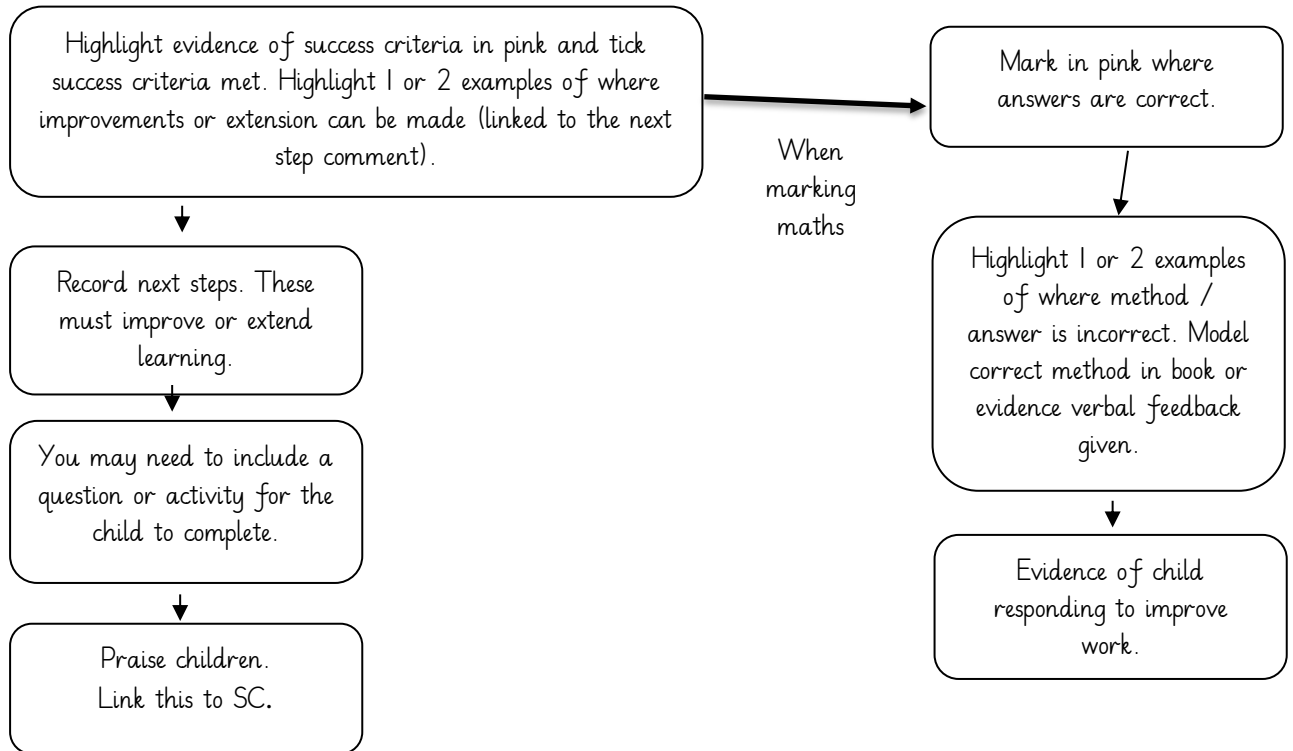 Highlight evidence of success criteria in pink and tick
success criteria met. Highlight 1 or 2 examples of where
improvements or extension can be made (linked to the next
step comment).
When
marking
maths
Mark in pink where
answers are correct.
Highlight 1 or 2 examples
of where method /
answer is incorrect. Model
correct method in book or
evidence verbal feedback
given.
Evidence of child
responding to improve
work.
Record next steps. These
must improve or extend
learning.
You may need to include a
question or activity for the
child to complete.
Praise children.
Link this to SC.